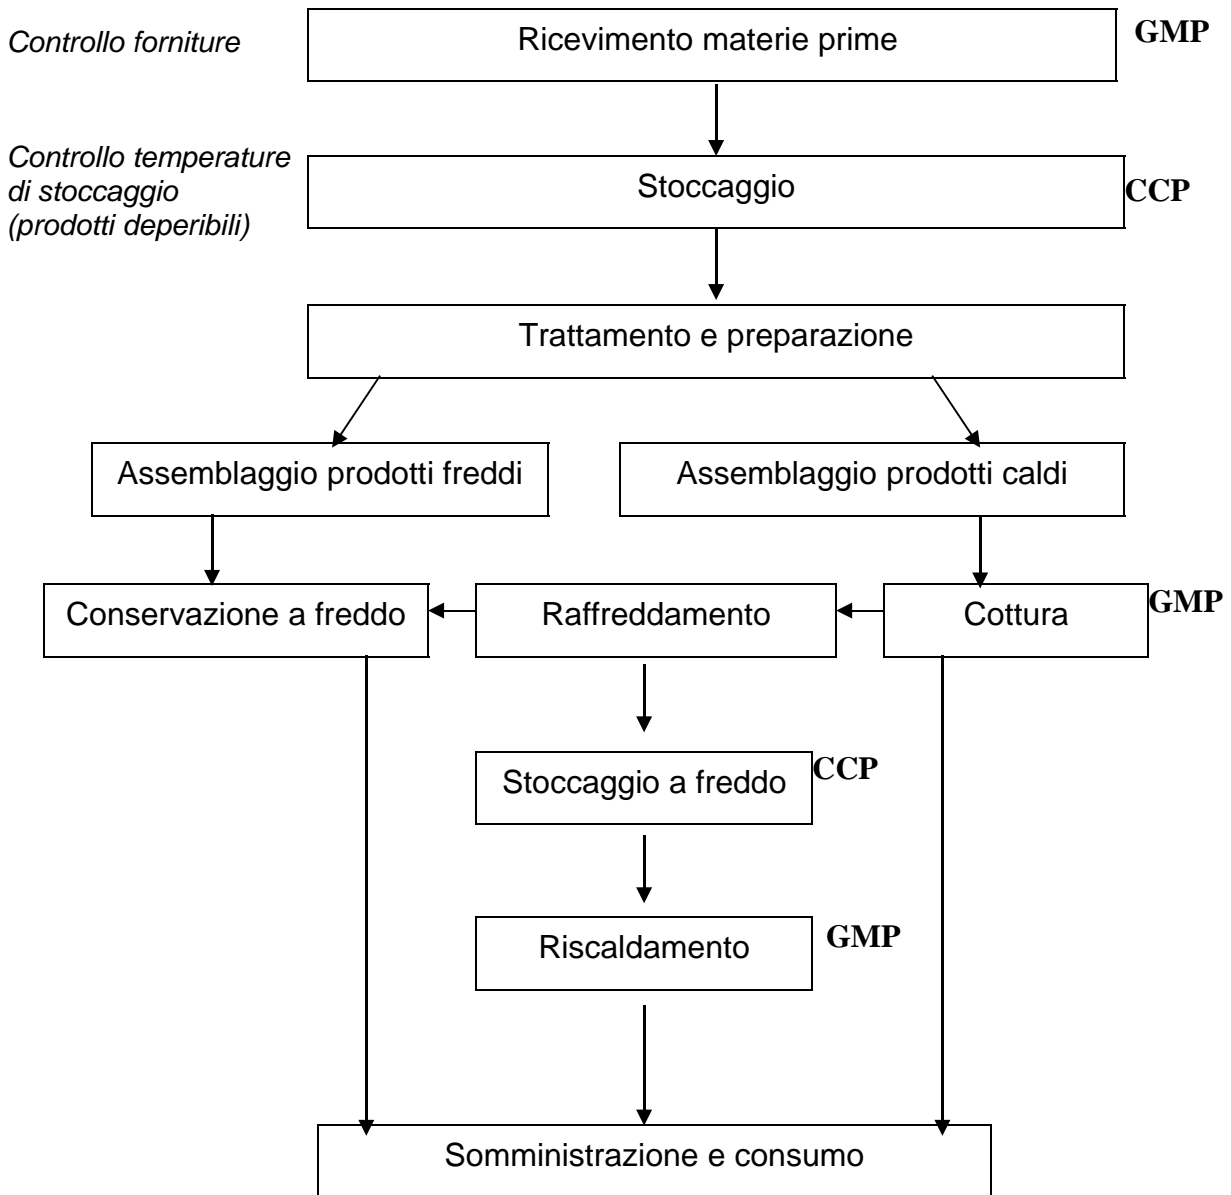 Controllo forniture
Ricevimento materie prime
GMP
Controllo temperature
di stoccaggio
(prodotti deperibili)
Stoccaggio
CCP
Trattamento e preparazione
Assemblaggio prodotti freddi
Assemblaggio prodotti caldi
Conservazione a freddo
Raffreddamento
Cottura
GMP
Stoccaggio a freddo
CCP
Riscaldamento
GMP
Somministrazione e consumo